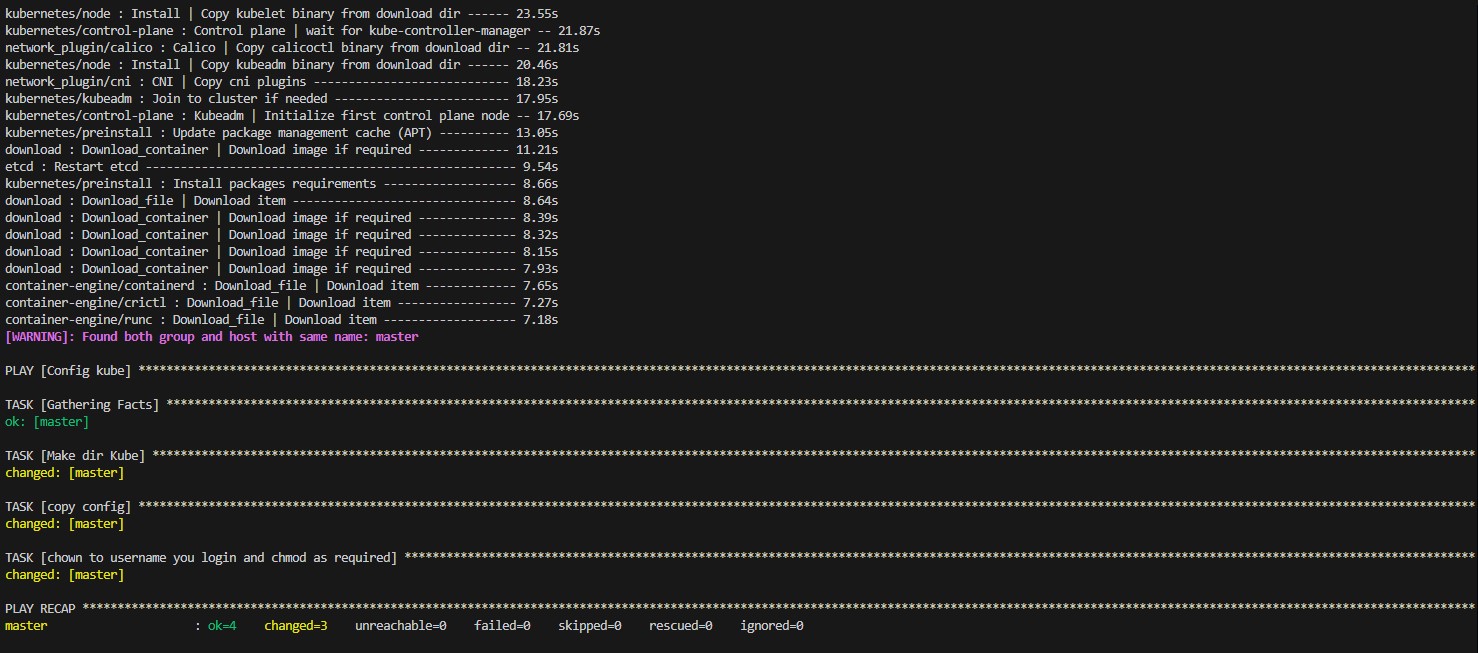 kubernetes/node : Install | Copy kubelet binary from download dir ------ 23.55s
kubernetes/control-plane : Control plane | wait for kube-controller-manager -- 21.87s
network_plugin/calico : Calico | Copy calicoctl binary from download dir -- 21.81s
kubernetes/node : Install | Copy kubeadm binary from download dir ------ 20.46s
network_plugin/cni : CNI | Copy cni plugins ---------------------------- 18.23s
kubernetes/kubeadm : Join to cluster if needed ------------------------- 17.95s
kubernetes/control-plane : Kubeadm | Initialize first control plane node -- 17.69s
kubernetes/preinstall : Update package management cache (APT) ---------- 13.05s
download : Download_container | Download image if required ------------- 11.21s
etcd : Restart etcd ----------------------------------------------------- 9.54s
kubernetes/preinstall : Install packages requirements ------------------- 8.66s
download : Download_file | Download item -------------------------------- 8.64s
download : Download_container | Download image if required -------------- 8.39s
download : Download_container | Download image if required -------------- 8.32s
download : Download_container | Download image if required -------------- 8.15s
download : Download_container | Download image if required -------------- 7.93s
container-engine/containerd : Download_file | Download item ------------- 7.65s
container-engine/crictl : Download_file | Download item ----------------- 7.27s
container-engine/runc : Download_file | Download item ------------------- 7.18s
[WARNING]: Found both group and host with same name: master
PLAY [Config kube] ***********************************************************************************************************************************************************************************************
TASK [Gathering Facts] *******************************************************************************************************************************************************************************************
ok: [master]
TASK [Make dir Kube] *********************************************************************************************************************************************************************************************
changed: [master]
TASK [copy config] ***********************************************************************************************************************************************************************************************
changed: [master]
TASK [chown to username you login and chmod as required] *********************************************************************************************************************************************************
changed: [master]
PLAY RECAP *******************************************************************************************************************************************************************************************************
master                     : ok=4    changed=3    unreachable=0    failed=0    skipped=0    rescued=0    ignored=0